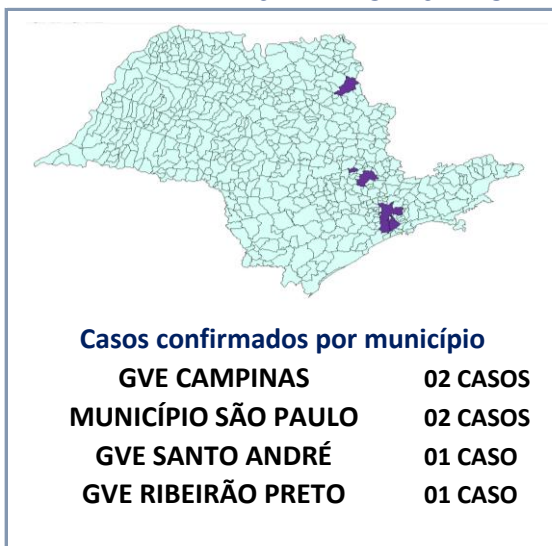 Casos confirmados por município
GVE CAMPINAS 02 CASOS
MUNICÍPIO SÃO PAULO 02 CASOS
GVE SANTO ANDRÉ 01 CASO
GVE RIBEIRÃO PRETO 01 CASO